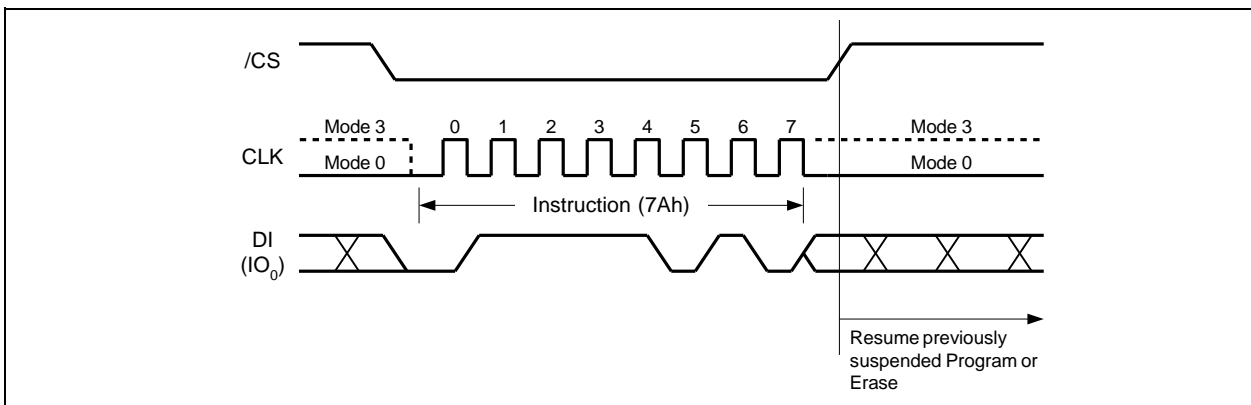 /CS
Mode 3 0 1 2 3 4 5 6 7 Mode 3
CLK
Mode 0 Mode 0
Instruction (7Ah)
DI
(IO0)
Resume previously
suspended Program or
Erase